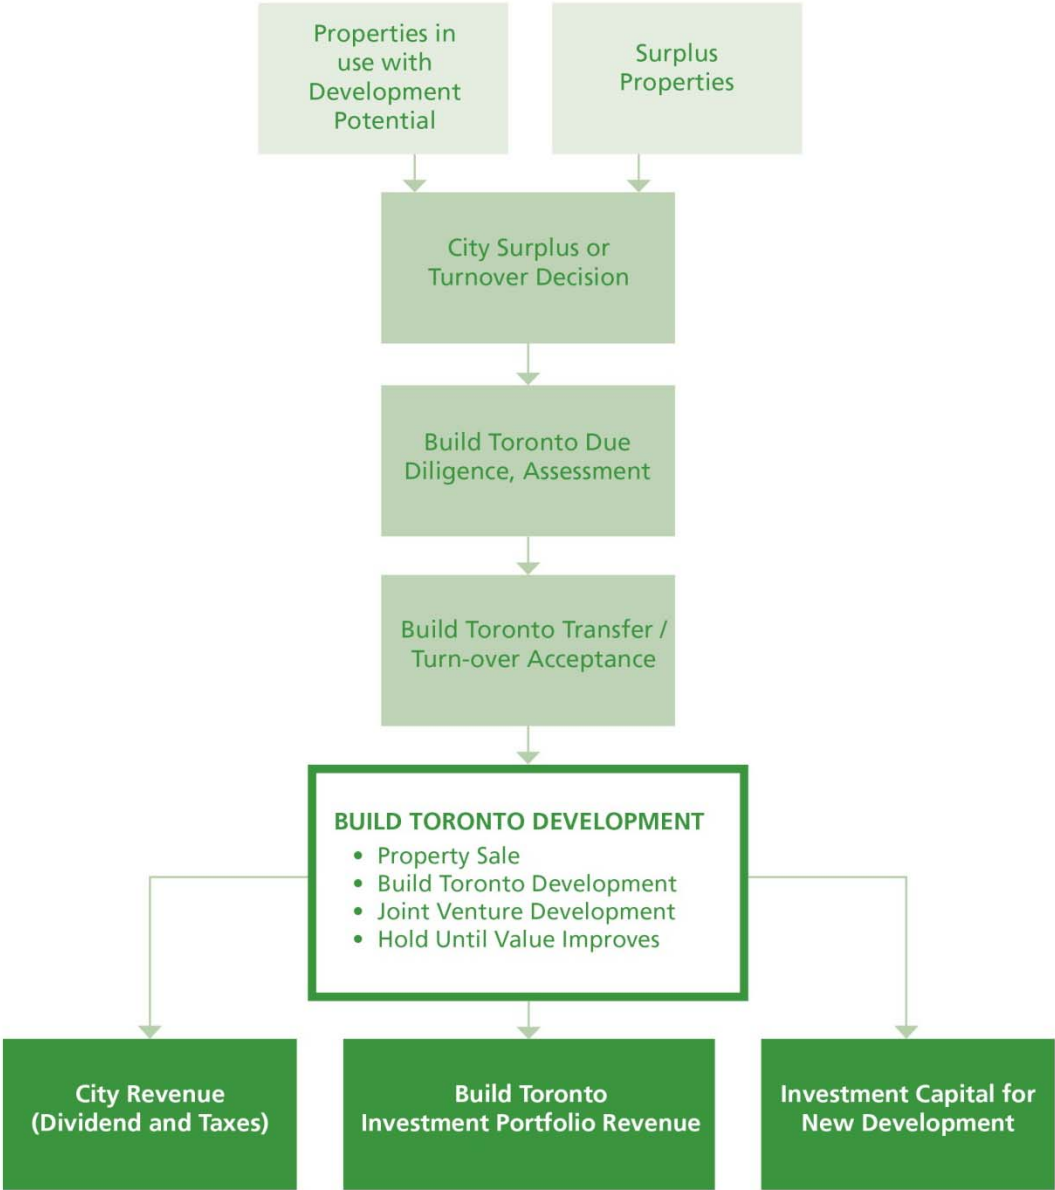 Properties in
use with
Development
Potential
Surplus
Properties
City Surplus or
Turnover Decision
Build Toronto Due
Diligence, Assessment
Build Toronto Transfer /
Turn-over Acceptance
BUILD TORONTO DEVELOPMENT
• Property Sale
• Build Toronto Development
• Joint Venture Development
• Hold Until Value Improves
City Revenue
(Dividend and Taxes)
Build Toronto
Investment Portfolio Revenue
Investment Capital for
New Development